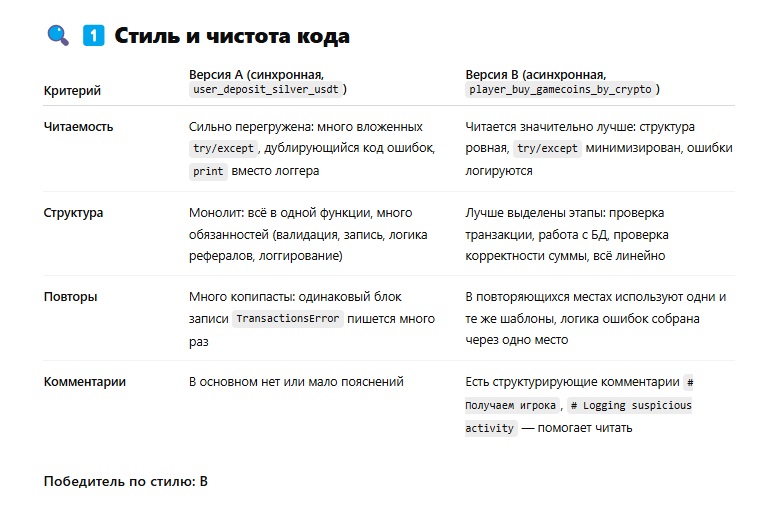 🔍 1️⃣ Стиль и чистота кода
Критерий
Версия A (синхронная,
user_deposit_silver_usdt)
Версия B (асинхронная,
player_buy_gamecoins_by_crypto)
Читаемость
Сильно перегружена: много вложенных
try/except, дублирующийся код ошибок,
print вместо логгера
Читается значительно лучше: структура
ровная, try/except минимизирован, ошибки
логируются
Структура
Монолит: всё в одной функции, много
обязанностей (валидация, запись, логика
рефералов, логгирование)
Лучше выделены этапы: проверка
транзакции, работа с БД, проверка
корректности суммы, всё линейно
Повторы
Много копипасты: одинаковый блок
записи TransactionsError пишется много
раз
В повторяющихся местах используют одни и
те же шаблоны, логика ошибок собрана
через одно место
Комментарии
В основном нет или мало пояснений
Есть структурирующие комментарии #
Получаем игрока, # Logging suspicious
activity — помогает читать
Победитель по стилю: B